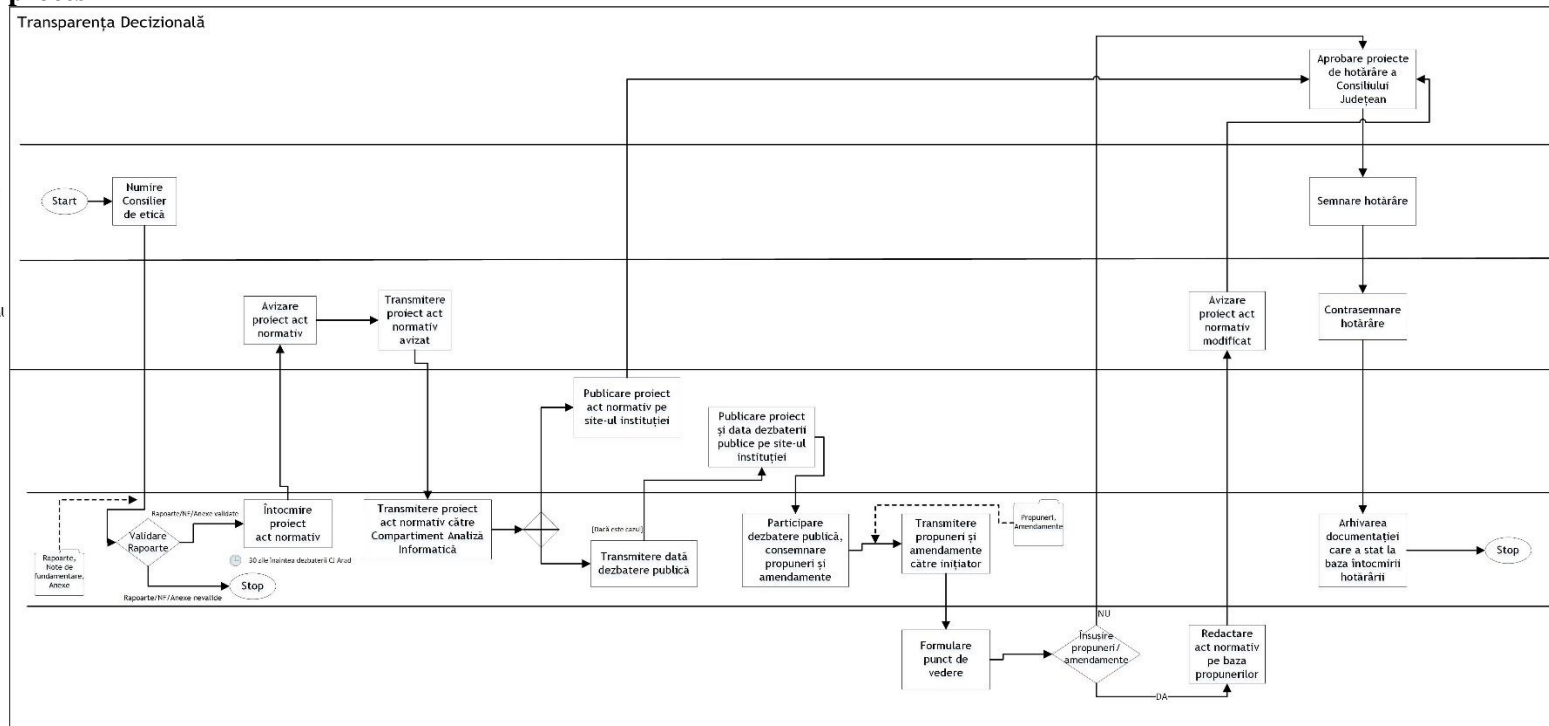 Transparența Decizională
Aprobare proiecte
de hotărâre a
Consiliului
Județean
Start
Numire
Consilier
de etică
Semnare hotărâre
Avizare
proiect act
normativ
Transmitere
proiect act
normativ
avizat
Avizare
proiect act
normativ
modificat
Contrasemnare
hotărâre
Publicare proiect
act normativ pe
site-ul instituției
Publicare proiect
și data dezbaterii
publice pe site-ul
instituției
Rapoarte,
Note de
fundamentare,
Anexe
Validare
Rapoarte
Rapoarte/NF/Anexe validate
Întocmire
proiect
act normativ
30 zile înaintea dezbaterii CJ Arad
Rapoarte/NF/Anexe nevalide
Stop
Transmitere proiect
act normativ către
Compartiment Analiză
Informatică
[Dacă este cazul]
Transmitere dată
dezbatere publică
Participare
dezbatere publică,
consemnare
propuneri și
amendamente
Transmitere
propuneri și
amendamente
către inițiator
Propuneri,
Amendamente
Arhivarea
documentației
care a stat la
baza întocmirii
hotărârii
Stop
Formulare
punct de
vedere
NU
Însușire
propuneri/
amendamente
DA
Redactare
act normativ
pe baza
propunerilor